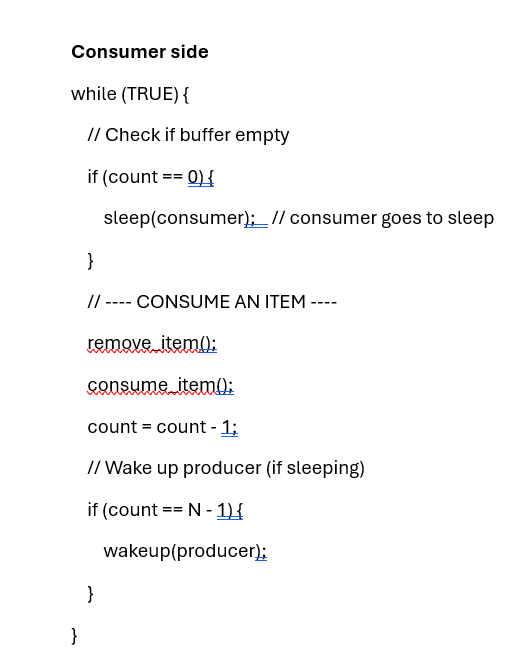 Consumer side
while (TRUE) {
// Check if buffer empty
if (count == 0) {
sleep(consumer);   // consumer goes to sleep
}
// ---- CONSUME AN ITEM ----
remove_item();
consume_item();
count = count - 1;
// Wake up producer (if sleeping)
if (count == N - 1) {
wakeup(producer);
}
}